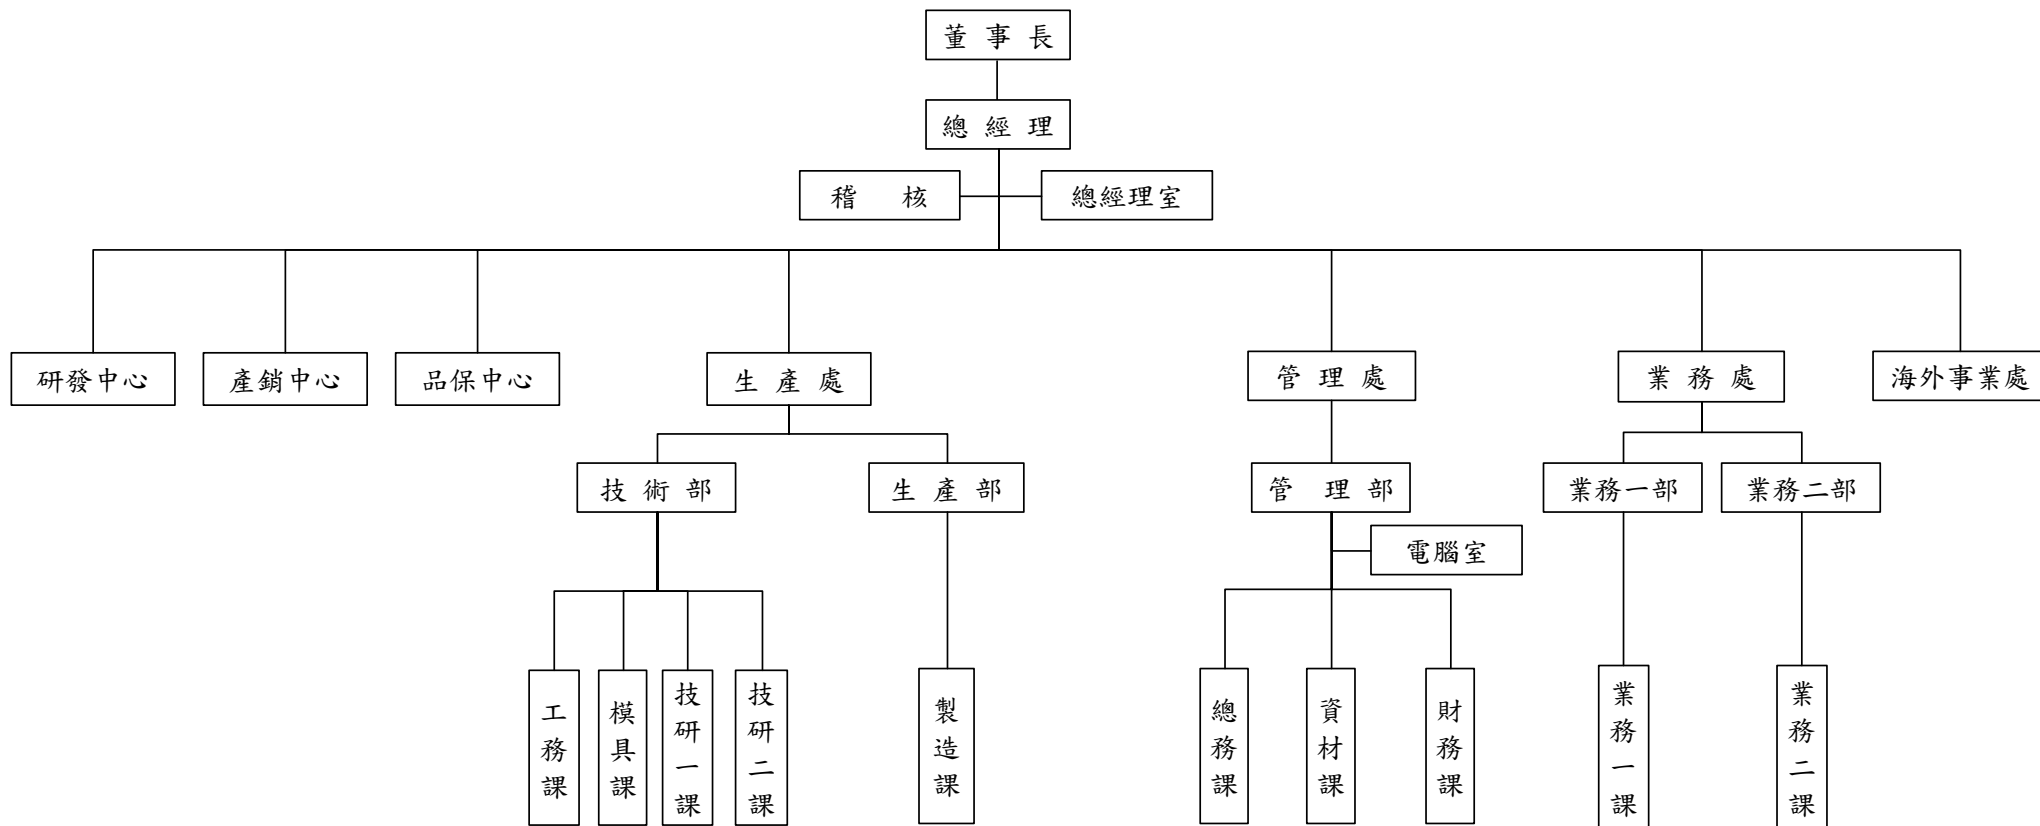 董 事 長
總 經 理
稽 核
總經理室
研發中心
產銷中心
品保中心
生 產 處
管 理 處
業 務 處
海外事業處
技 術 部
生 產 部
管 理 部
業務一部
業務二部
電腦室
工務課
模具課
技研一課
技研二課
製造課
總務課
資材課
財務課
業務一課
業務二課